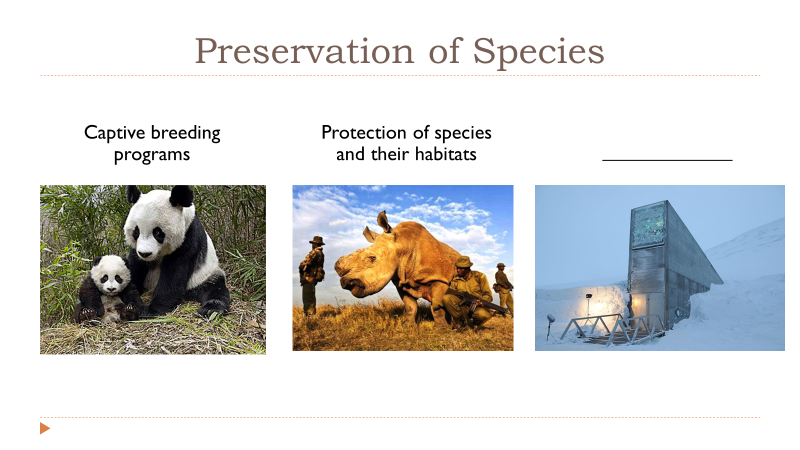 Preservation of Species
Captive breeding
programs
Protection of species
and their habitats